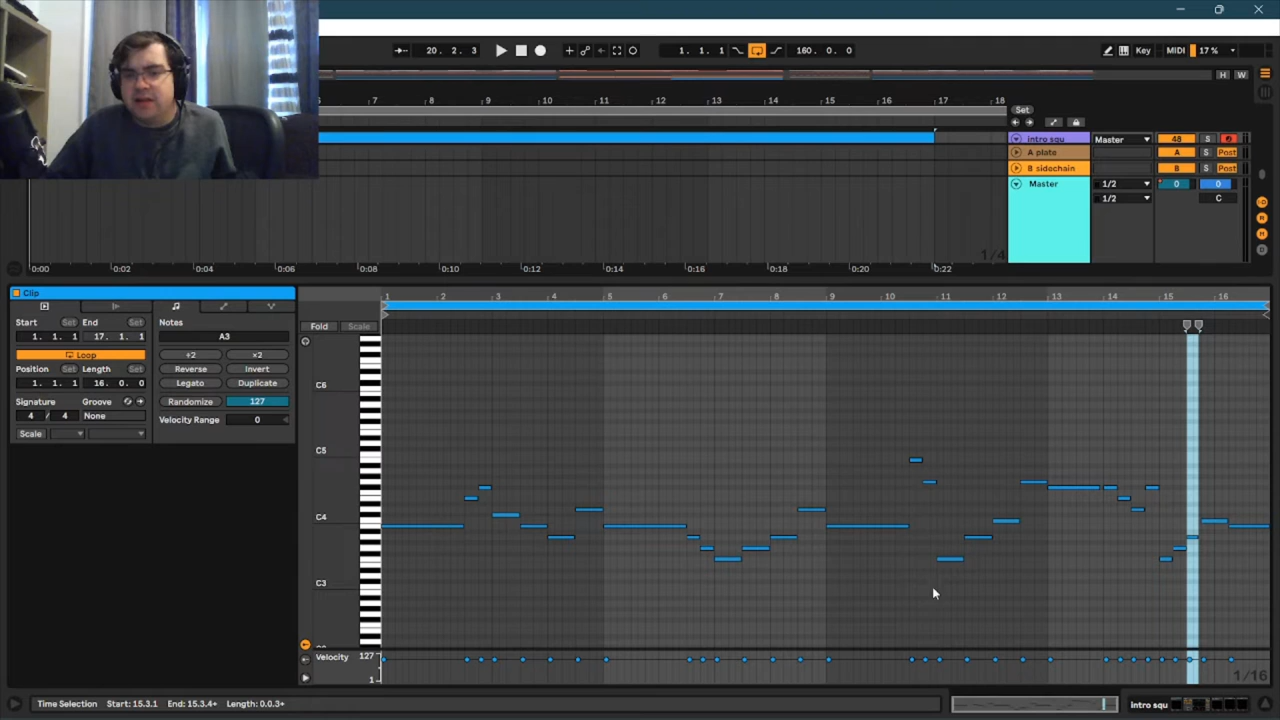 20. 2. 3
1. 1. 1
160. 0. 0
Key
MIDI
17 %
H
W
7
8
9
10
11
12
13
14
15
16
17
18
Set
intro squ
Master
48
S
A plate
A
S
Post
B sidechain
B
S
Post
Master
1/2
0
0
1/2
C
1/4
0:00
0:02
0:04
0:06
0:08
0:10
0:12
0:14
0:16
0:18
0:20
0:22
Clip
1
2
3
4
5
6
7
8
9
10
11
12
13
14
15
16
Start
Set
End
Set
Notes
Fold
Scale
1. 1. 1
17. 1. 1
A3
Loop
÷2
×2
Position
Set
Length
Set
Reverse
Invert
1. 1. 1
16. 0. 0
Legato
Duplicate
Signature
Groove
Randomize
127
4 / 4
None
Velocity Range
0
Scale
C6
C5
C4
C3
Velocity
127
1
1/16
Time Selection
Start: 15.3.1
End: 15.3.4+
Length: 0.0.3+
Intro squ